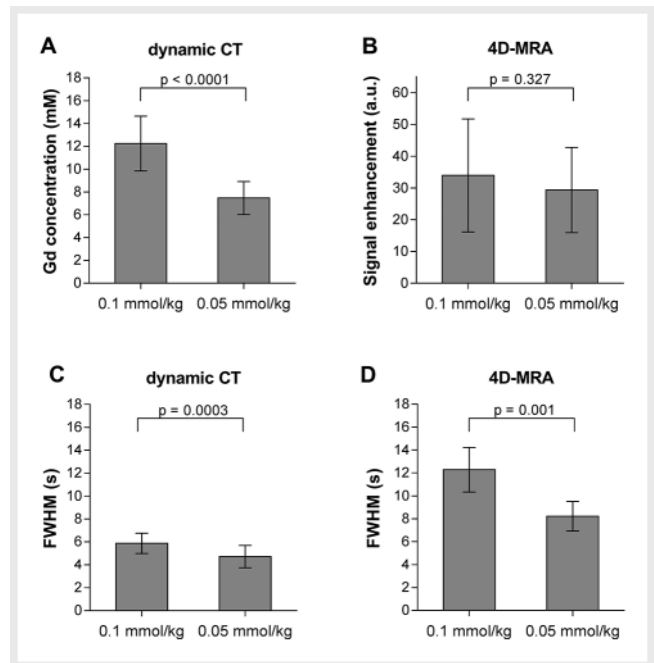 A
dynamic CT
p < 0.0001
Gd concentration (mM)
18
16
14
12
10
8
6
4
2
0
0.1 mmol/kg 0.05 mmol/kg
B
4D-MRA
p = 0.327
Signal enhancement (a.u.)
60
50
40
30
20
10
0
0.1 mmol/kg 0.05 mmol/kg
C
dynamic CT
p = 0.0003
FWHM (s)
18
16
14
12
10
8
6
4
2
0
0.1 mmol/kg 0.05 mmol/kg
D
4D-MRA
p = 0.001
FWHM (s)
18
16
14
12
10
8
6
4
2
0
0.1 mmol/kg 0.05 mmol/kg